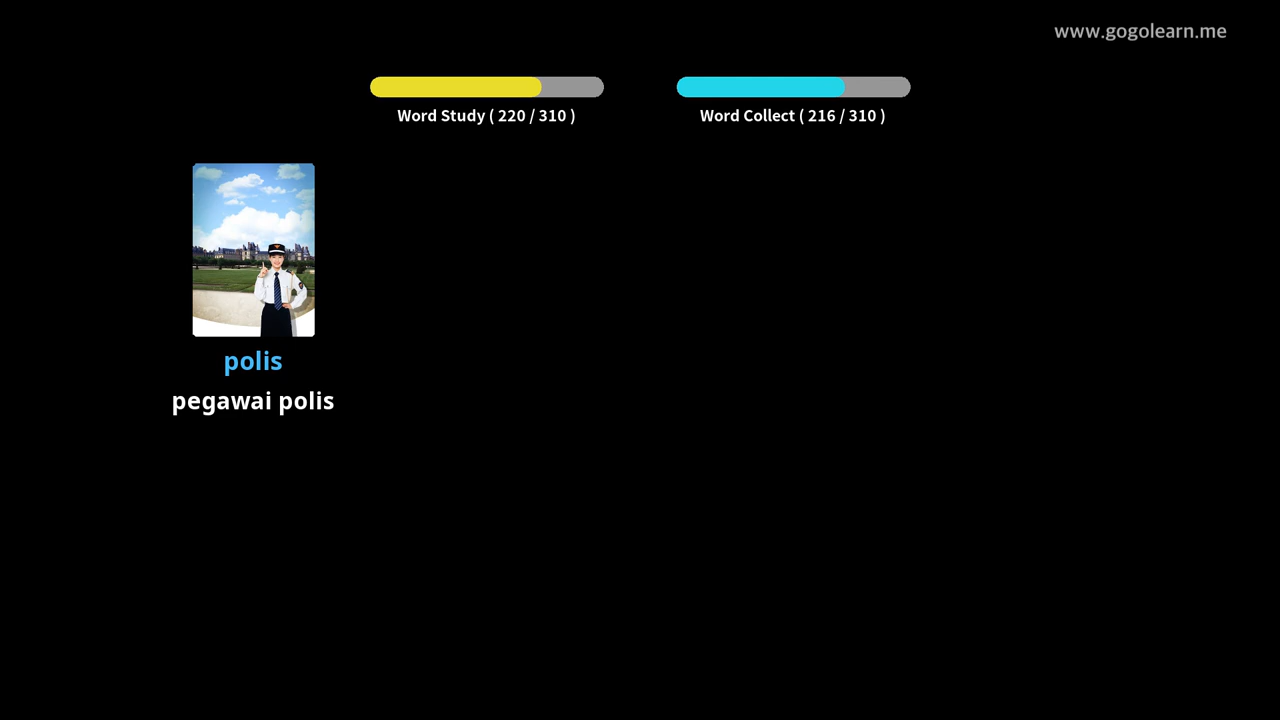 www.gogolearn.me
Word Study ( 220 / 310 )
Word Collect ( 216 / 310 )
polis
pegawai polis